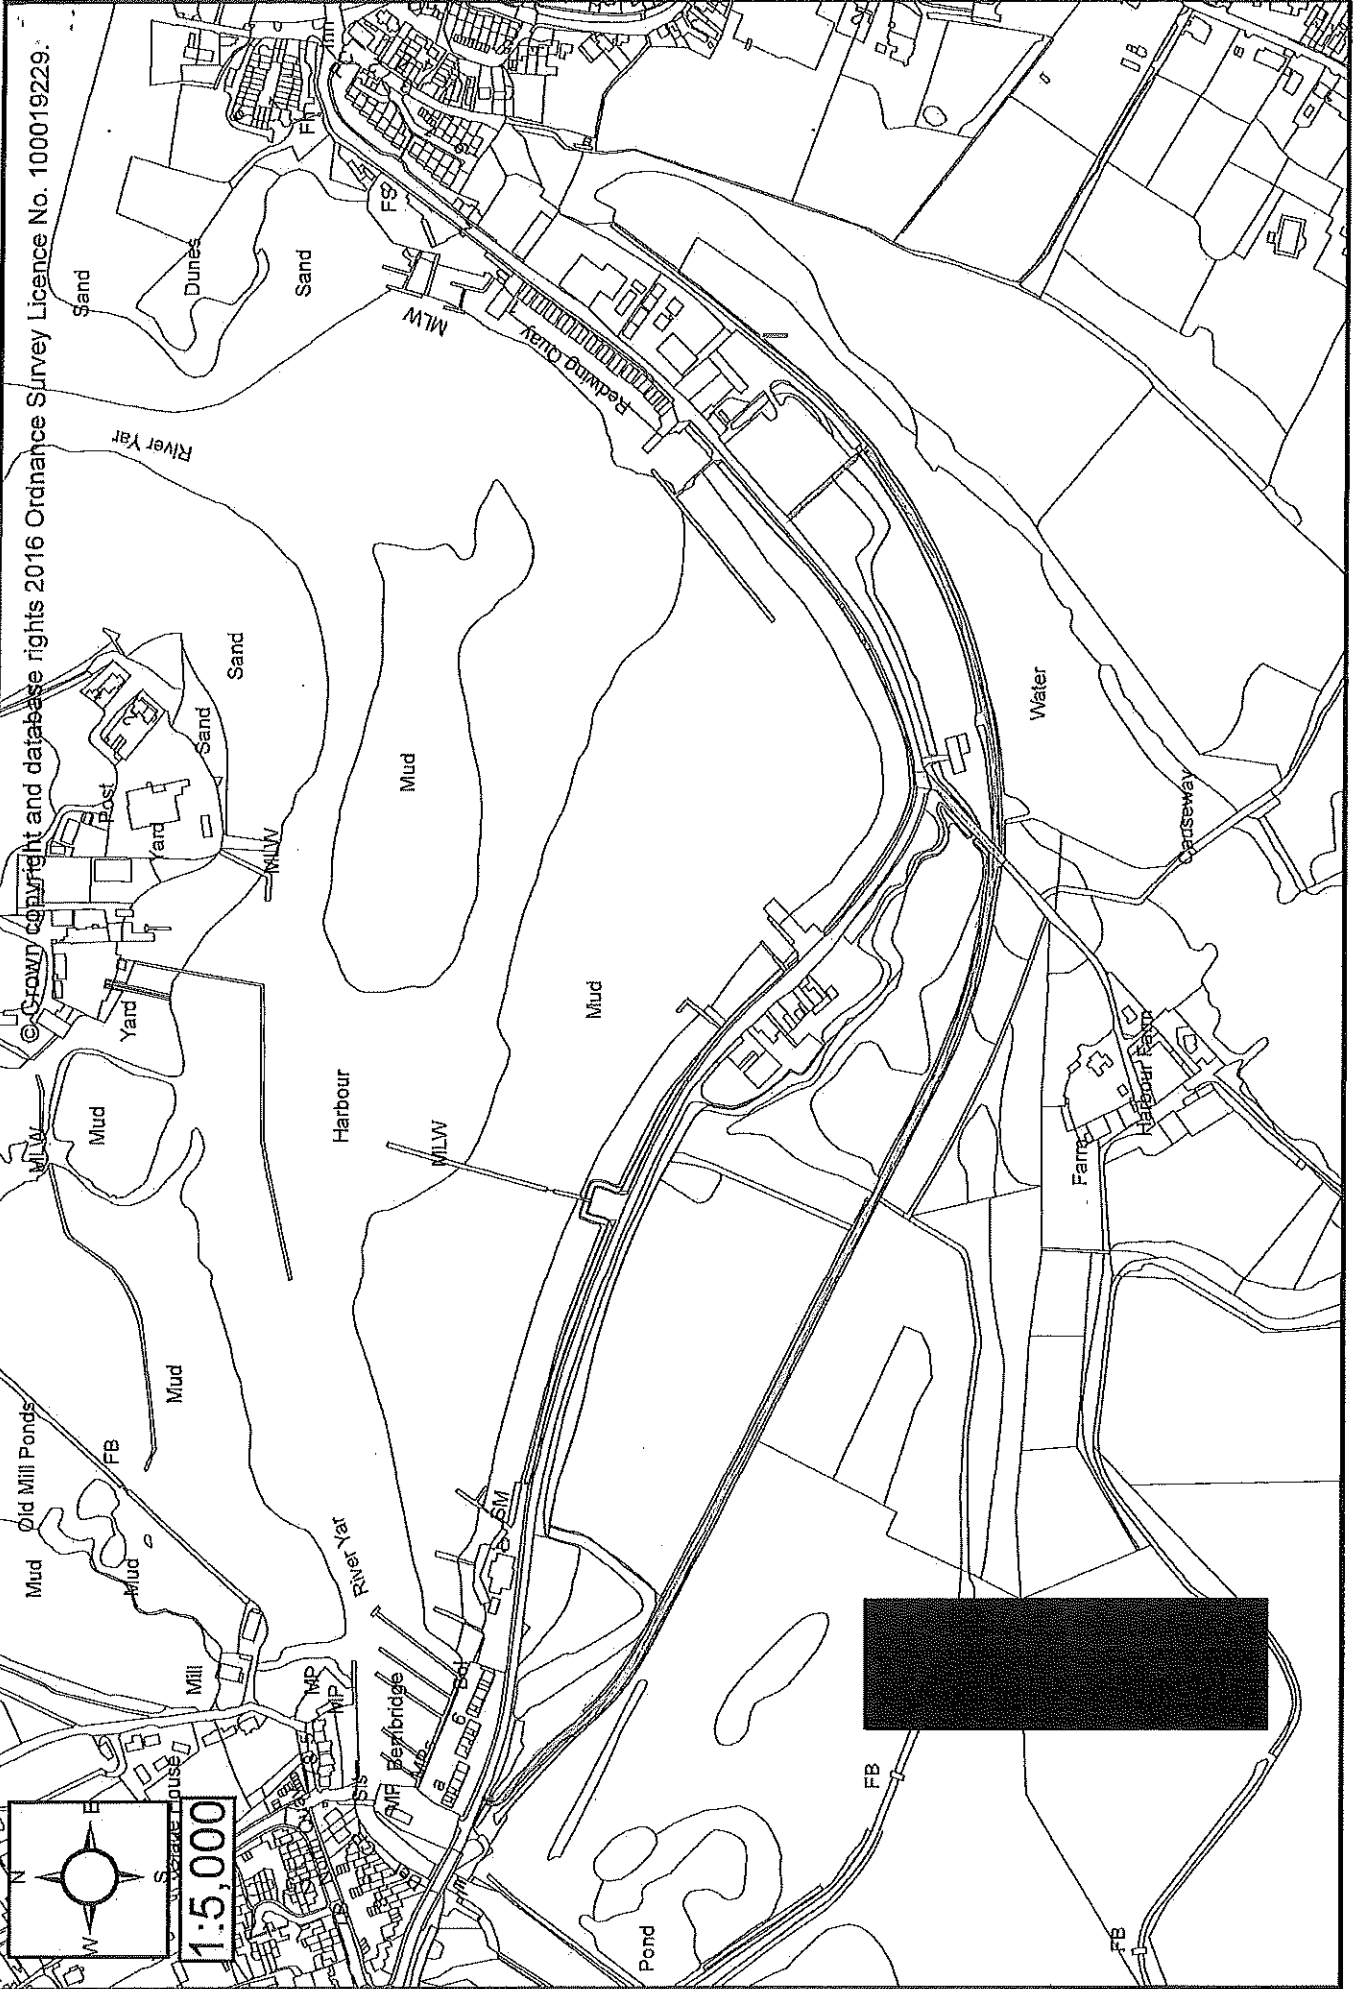 © Crown copyright and database rights 2016 Ordnance Survey Licence No. 100019229.
N
W
E
S
1:5,000
Mud
Old Mill Ponds
FB
Mud
Mud
Mill
MP
MP
River Yar
Bembridge
MP
MPs
a
g
Bol
SM
MLW
Mud
Yard
Post
Yard
MLW
Sand
Sand
Harbour
MLW
Mud
Mud
River Yar
Sand
Dunes
Sand
MLW
FS
Redwing Quay
Water
Causeway
Farm
Harbour Farm
Pond
FB
FB